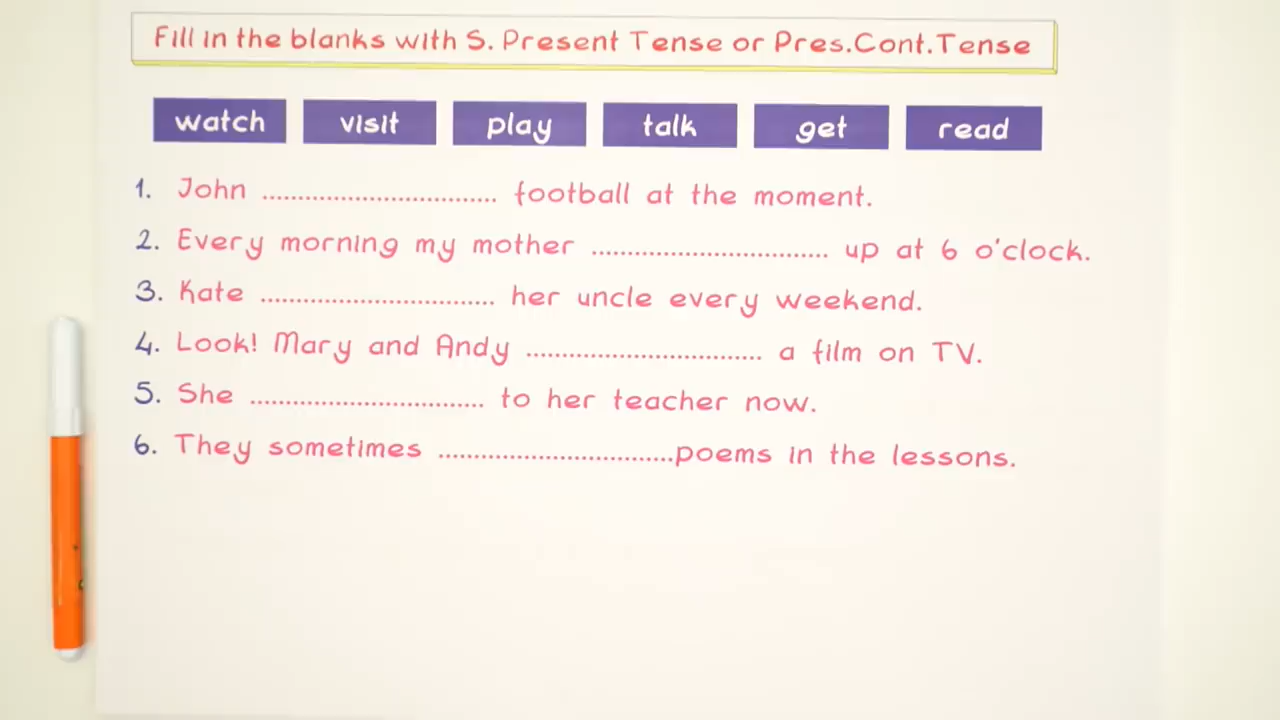 Fill in the blanks with S. Present Tense or Pres.Cont.Tense
watch visit play talk get read
1. John ................................. football at the moment.
2. Every morning my mother ................................. up at 6 o'clock.
3. Kate ................................. her uncle every weekend.
4. Look! Mary and Andy ................................. a film on TV.
5. She ................................. to her teacher now.
6. They sometimes .................................poems in the lessons.